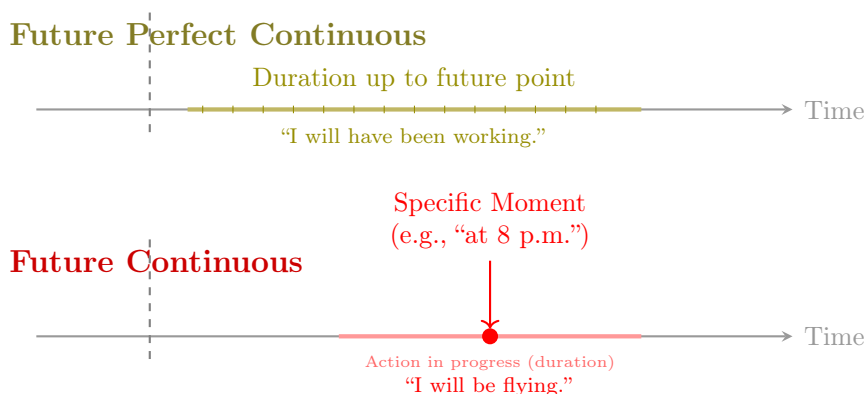 Future Perfect Continuous
Duration up to future point
Time
“I will have been working.”
Specific Moment
(e.g., “at 8 p.m.”)
Future Continuous
Time
Action in progress (duration)
“I will be flying.”